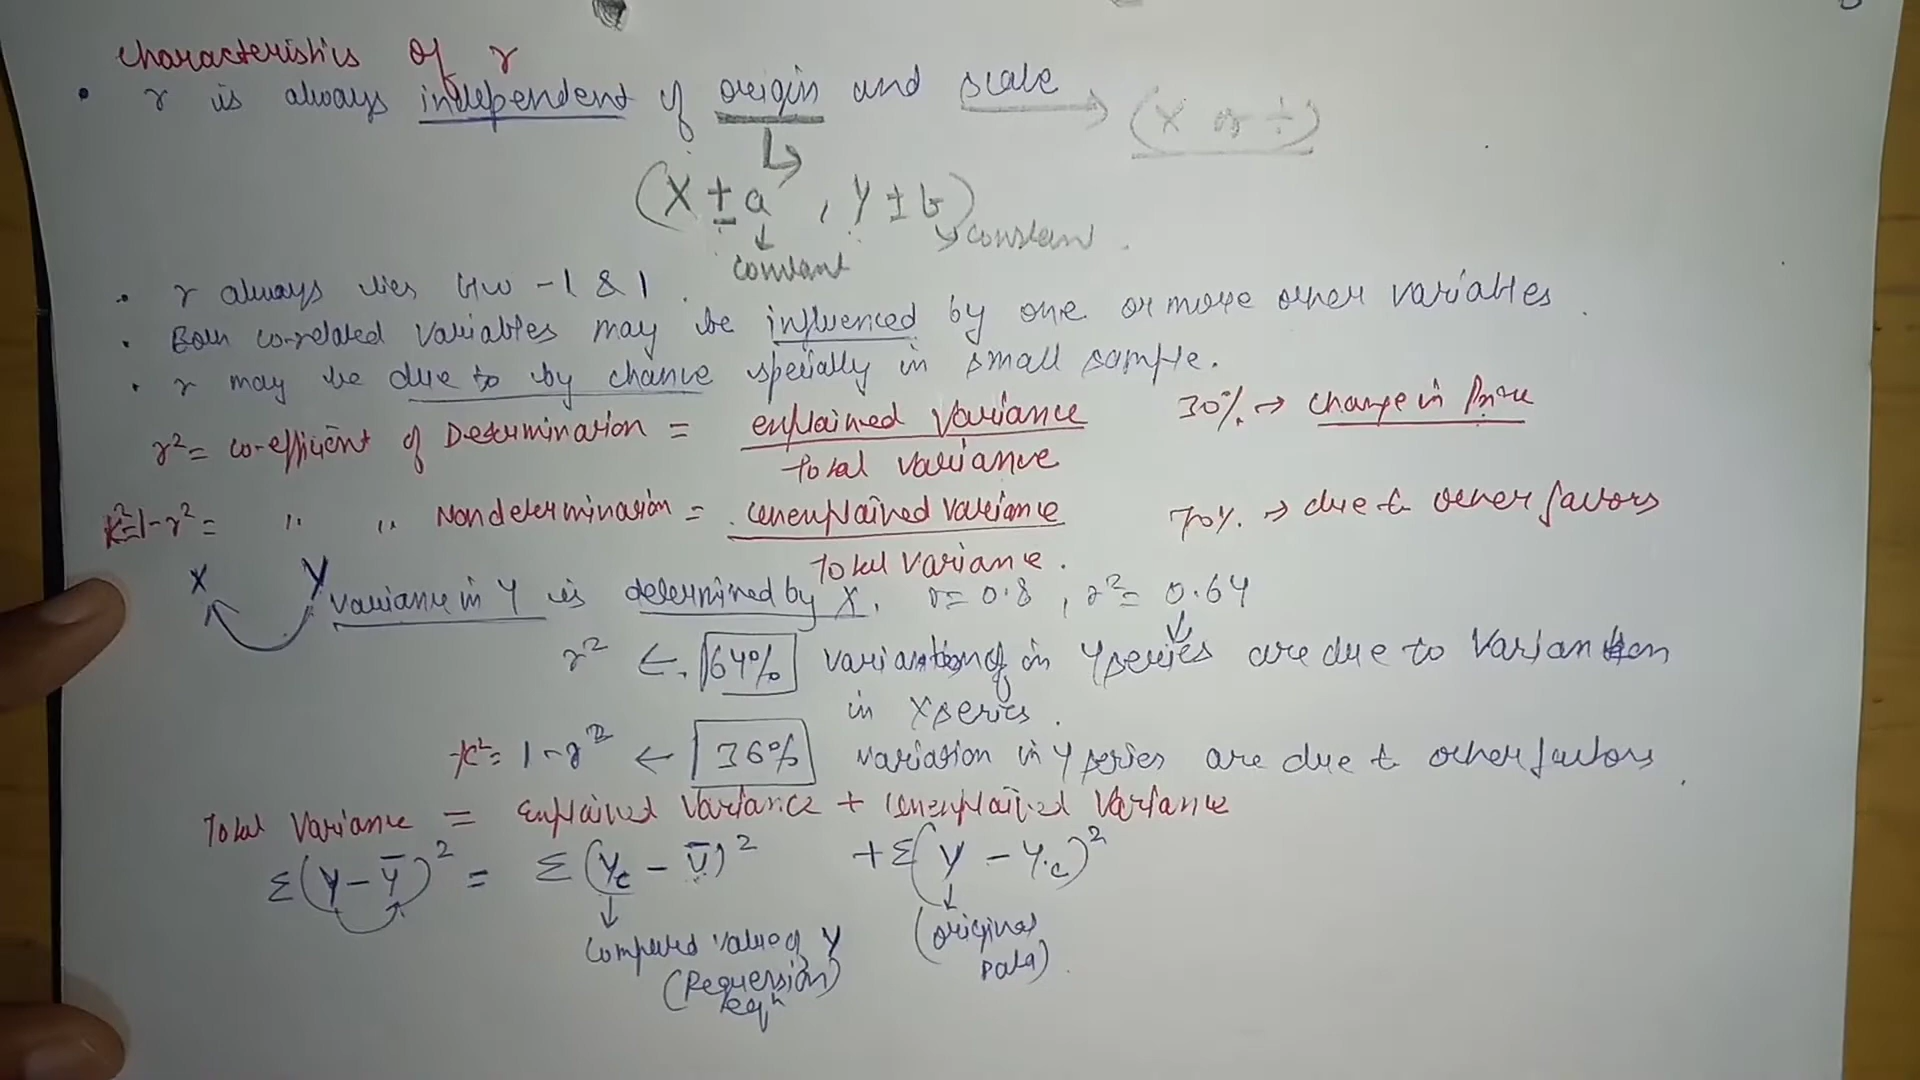 Characteristics of r
• r is always independent of origin and scale → (X or ÷)
(X ± a , Y ± b)
constant
constant
• r always lies b/w -1 & 1.
• Both co-related variables may be influenced by one or more other variables.
• r may be due to by chance specially in small sample.
r² = co-efficient of Determination = explained Variance / Total variance
30% → change in Price
K²=1-r² = " " Nondetermination = unexplained variance / Total variance.
70% → due to other factors
X Y
variance in Y is determined by X. r = 0.8 , r² = 0.64
r² ← 64% variation in Y series are due to variation
in X series.
K² = 1-r² ← 36% variation in Y series are due to other factors.
Total Variance = Explained Variance + Unexplained Variance
Σ(Y-Ȳ)² = Σ(Yc - Ȳ)² + Σ(Y - Yc)²
Computed value of Y
(Regression
eqⁿ)
(original
Data)